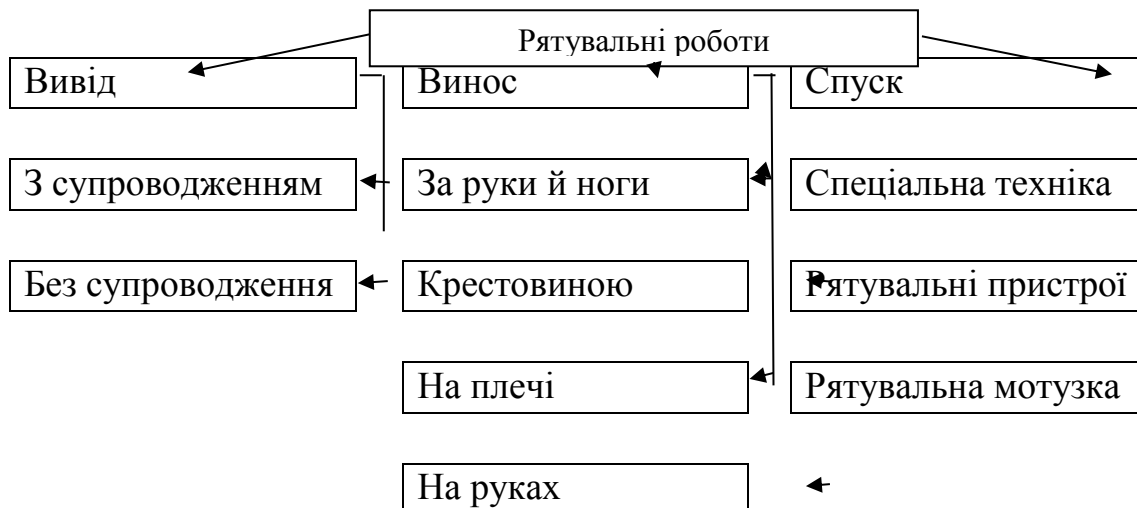 Рятувальні роботи
Вивід
Винос
Спуск
З супроводженням
За руки й ноги
Спеціальна техніка
Без супроводження
Крестовиною
Рятувальні пристрої
На плечі
Рятувальна мотузка
На руках